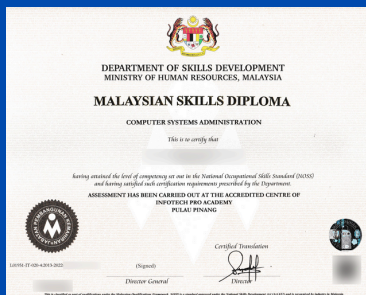 DEPARTMENT OF SKILLS DEVELOPMENT
MINISTRY OF HUMAN RESOURCES, MALAYSIA
MALAYSIAN SKILLS DIPLOMA
COMPUTER SYSTEMS ADMINISTRATION
This is to certify that
having attained the level of competency set out in the National Occupational Skills Standard (NOSS)
and having satisfied such certification requirements prescribed by the Department.
ASSESSMENT HAS BEEN CARRIED OUT AT THE ACCREDITED CENTRE OF
INFOTECH PRO ACADEMY
PULAU PINANG
Certified Translation
(Signed)
Director General
Director